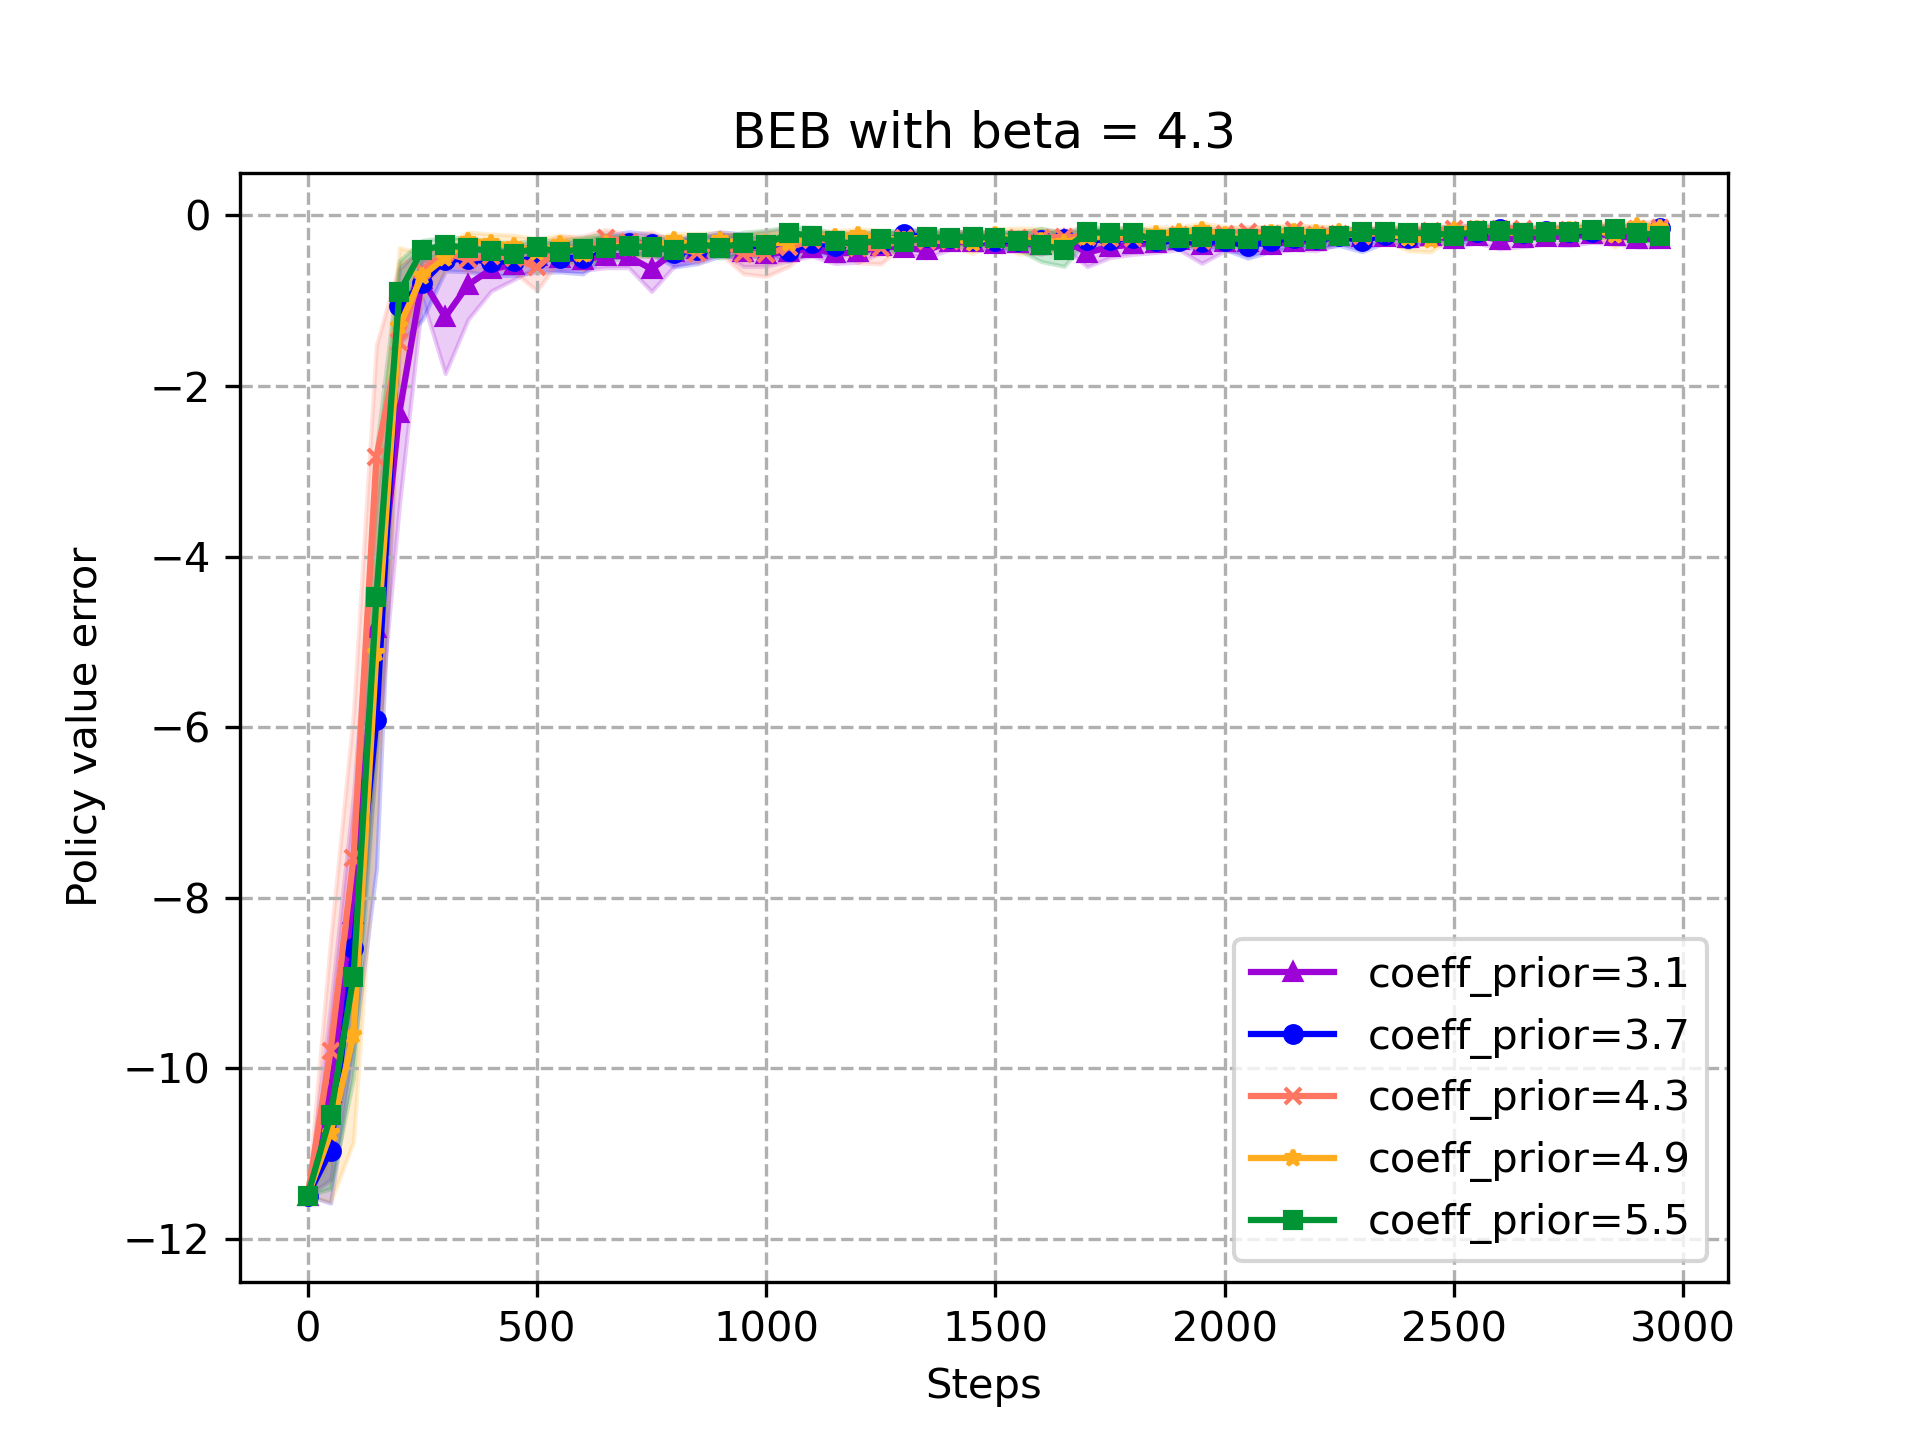 BEB with beta = 4.3
Policy value error
0
−2
−4
−6
−8
−10
−12
0 500 1000 1500 2000 2500 3000
Steps
coeff_prior=3.1
coeff_prior=3.7
coeff_prior=4.3
coeff_prior=4.9
coeff_prior=5.5